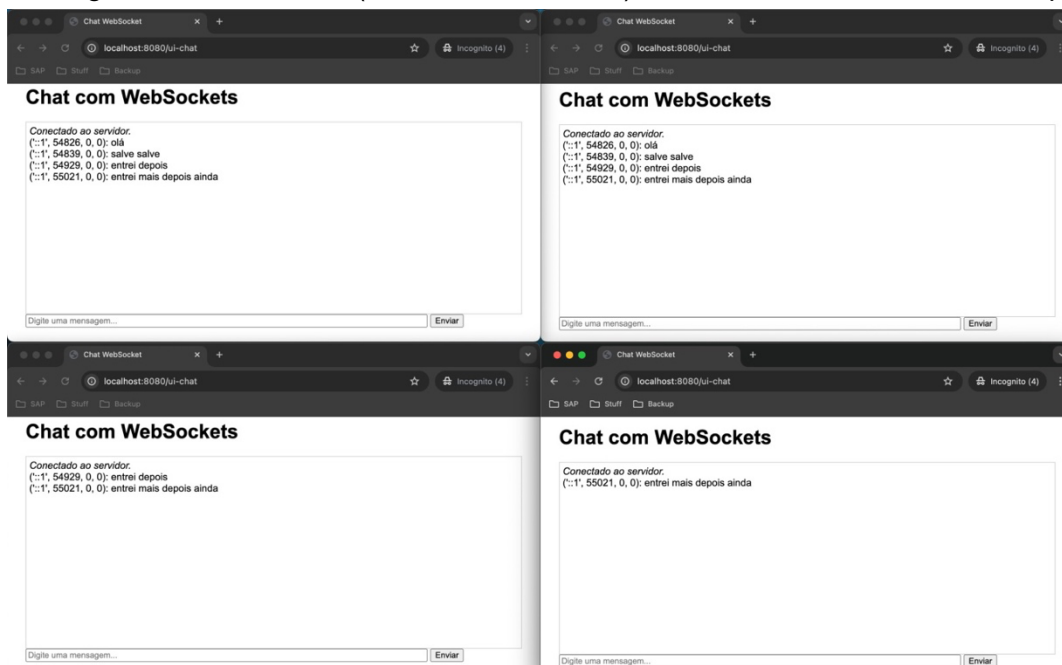 Chat WebSocket
localhost:8080/ui-chat
Incognito (4)
SAP Stuff Backup
Chat com WebSockets
Conectado ao servidor.
('::1', 54826, 0, 0): olá
('::1', 54839, 0, 0): salve salve
('::1', 54929, 0, 0): entrei depois
('::1', 55021, 0, 0): entrei mais depois ainda
Digite uma mensagem... Enviar
Chat WebSocket
localhost:8080/ui-chat
Incognito (4)
SAP Stuff Backup
Chat com WebSockets
Conectado ao servidor.
('::1', 54826, 0, 0): olá
('::1', 54839, 0, 0): salve salve
('::1', 54929, 0, 0): entrei depois
('::1', 55021, 0, 0): entrei mais depois ainda
Digite uma mensagem... Enviar
Chat WebSocket
localhost:8080/ui-chat
Incognito (4)
SAP Stuff Backup
Chat com WebSockets
Conectado ao servidor.
('::1', 54929, 0, 0): entrei depois
('::1', 55021, 0, 0): entrei mais depois ainda
Digite uma mensagem... Enviar
Chat WebSocket
localhost:8080/ui-chat
Incognito (4)
SAP Stuff Backup
Chat com WebSockets
Conectado ao servidor.
('::1', 55021, 0, 0): entrei mais depois ainda
Digite uma mensagem... Enviar